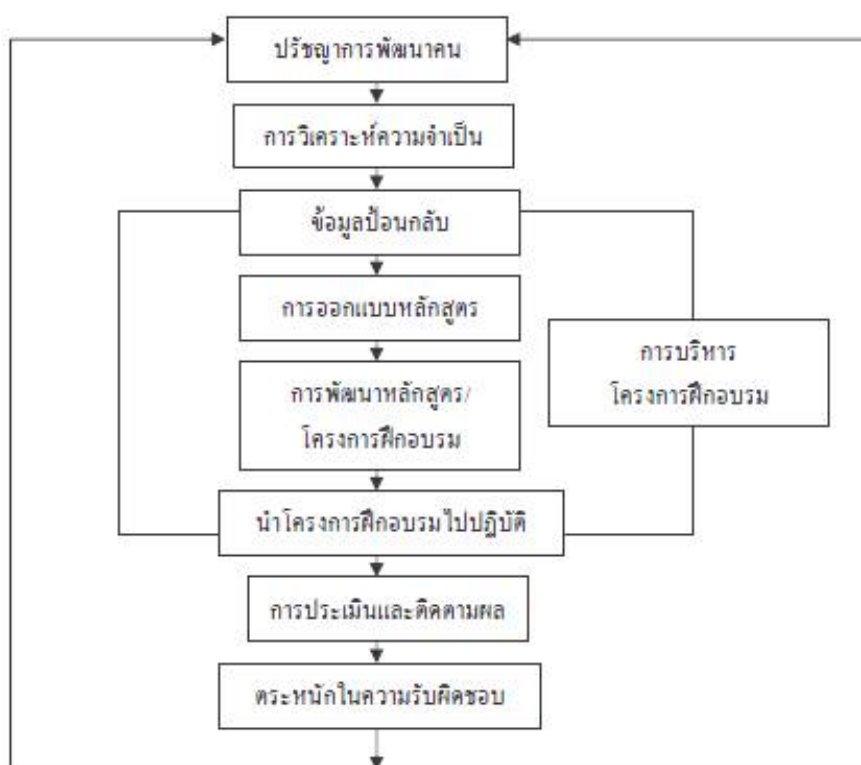 ปรัชญาการพัฒนาคน
การวิเคราะห์ความจำเป็น
ข้อมูลป้อนกลับ
การออกแบบหลักสูตร
การพัฒนาหลักสูตร/
โครงการฝึกอบรม
การบริหาร
โครงการฝึกอบรม
นำโครงการฝึกอบรมไปปฏิบัติ
การประเมินและติดตามผล
ตระหนักในความรับผิดชอบ